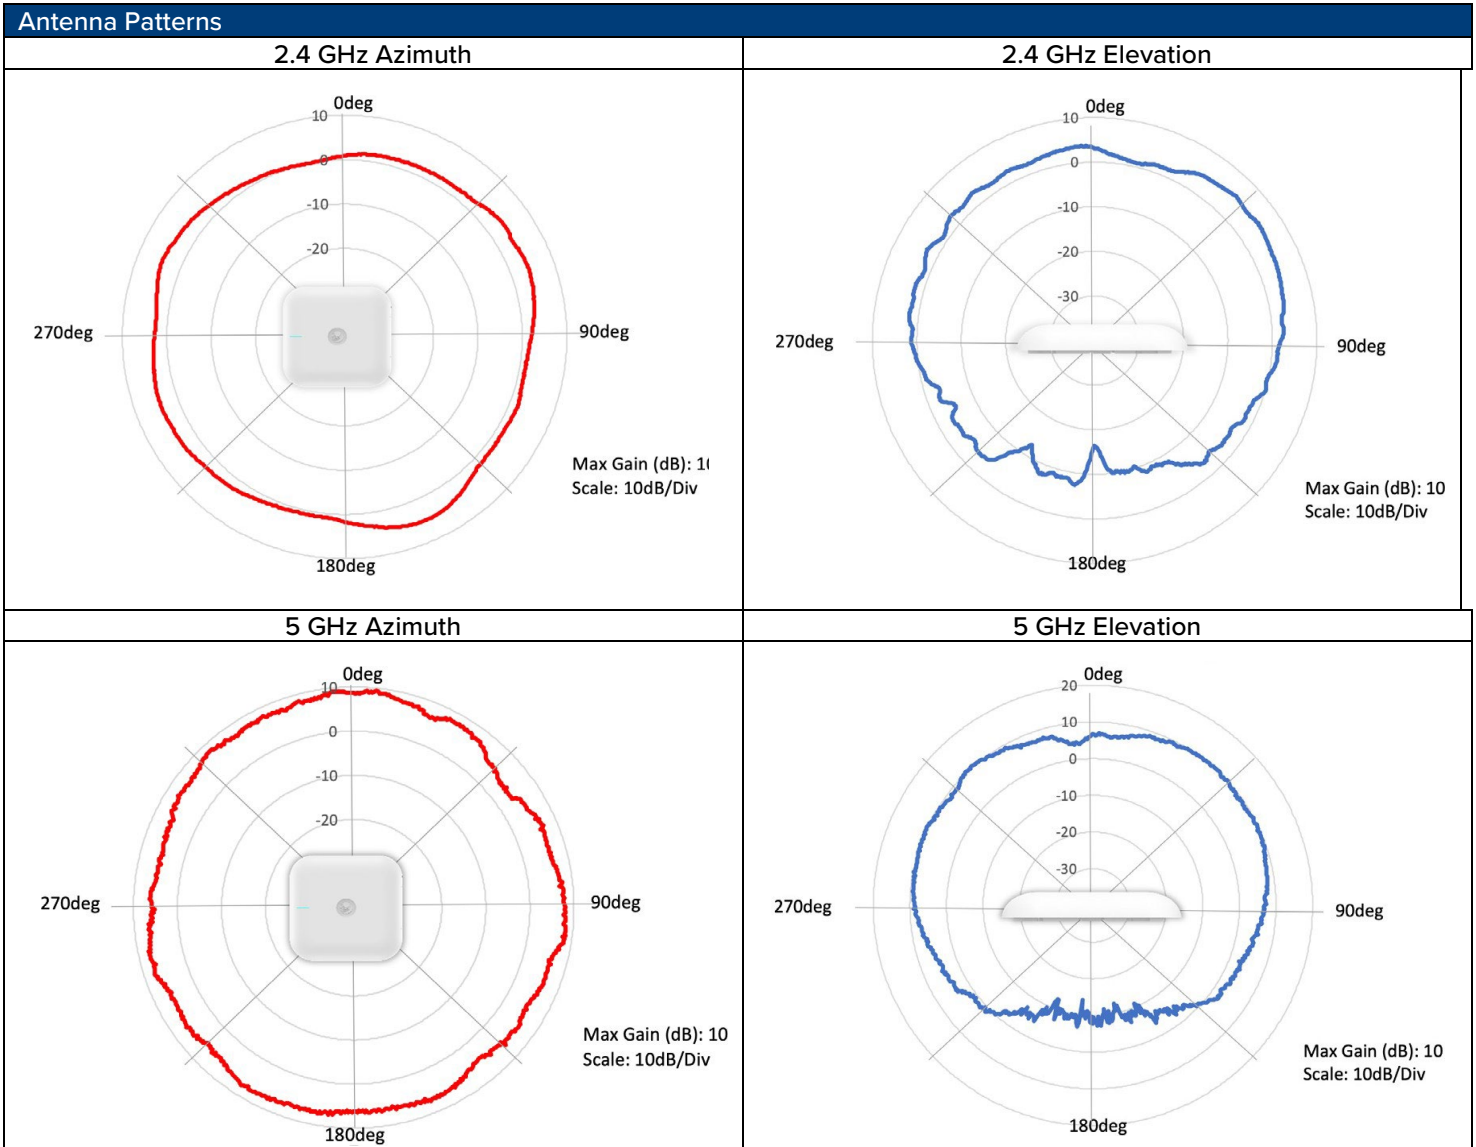 Antenna Patterns
2.4 GHz Azimuth
2.4 GHz Elevation
0deg
10
0
-10
-20
270deg
90deg
180deg
Max Gain (dB): 1
Scale: 10dB/Div
0deg
10
0
-10
-20
-30
270deg
90deg
180deg
Max Gain (dB): 10
Scale: 10dB/Div
5 GHz Azimuth
5 GHz Elevation
0deg
10
0
-10
-20
270deg
90deg
180deg
Max Gain (dB): 10
Scale: 10dB/Div
0deg
20
10
0
-10
-20
-30
270deg
90deg
180deg
Max Gain (dB): 10
Scale: 10dB/Div